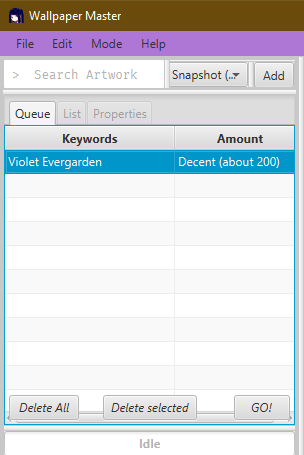 Wallpaper Master
File Edit Mode Help
> Search Artwork Snapshot (... Add
Queue List Properties
Keywords Amount
Violet Evergarden Decent (about 200)
Delete All Delete selected GO!
Idle